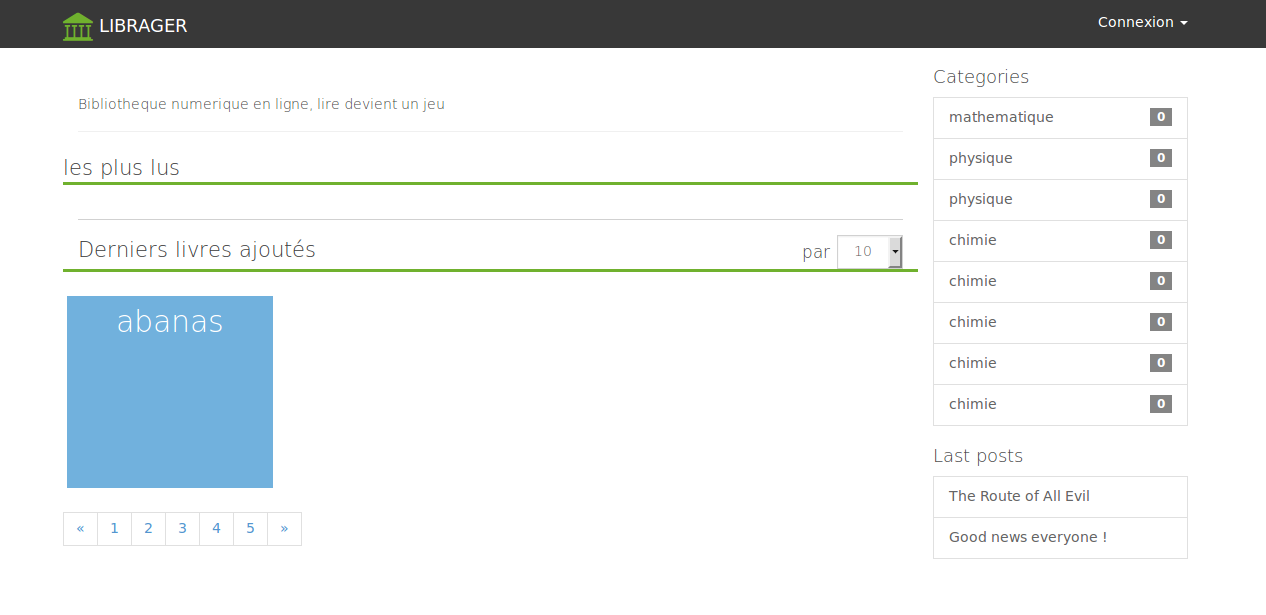 LIBRAGER
Connexion
Bibliotheque numerique en ligne, lire devient un jeu
les plus lus
Derniers livres ajoutés
par 10
abanas
« 1 2 3 4 5 »
Categories
mathematique 0
physique 0
physique 0
chimie 0
chimie 0
chimie 0
chimie 0
chimie 0
Last posts
The Route of All Evil
Good news everyone !